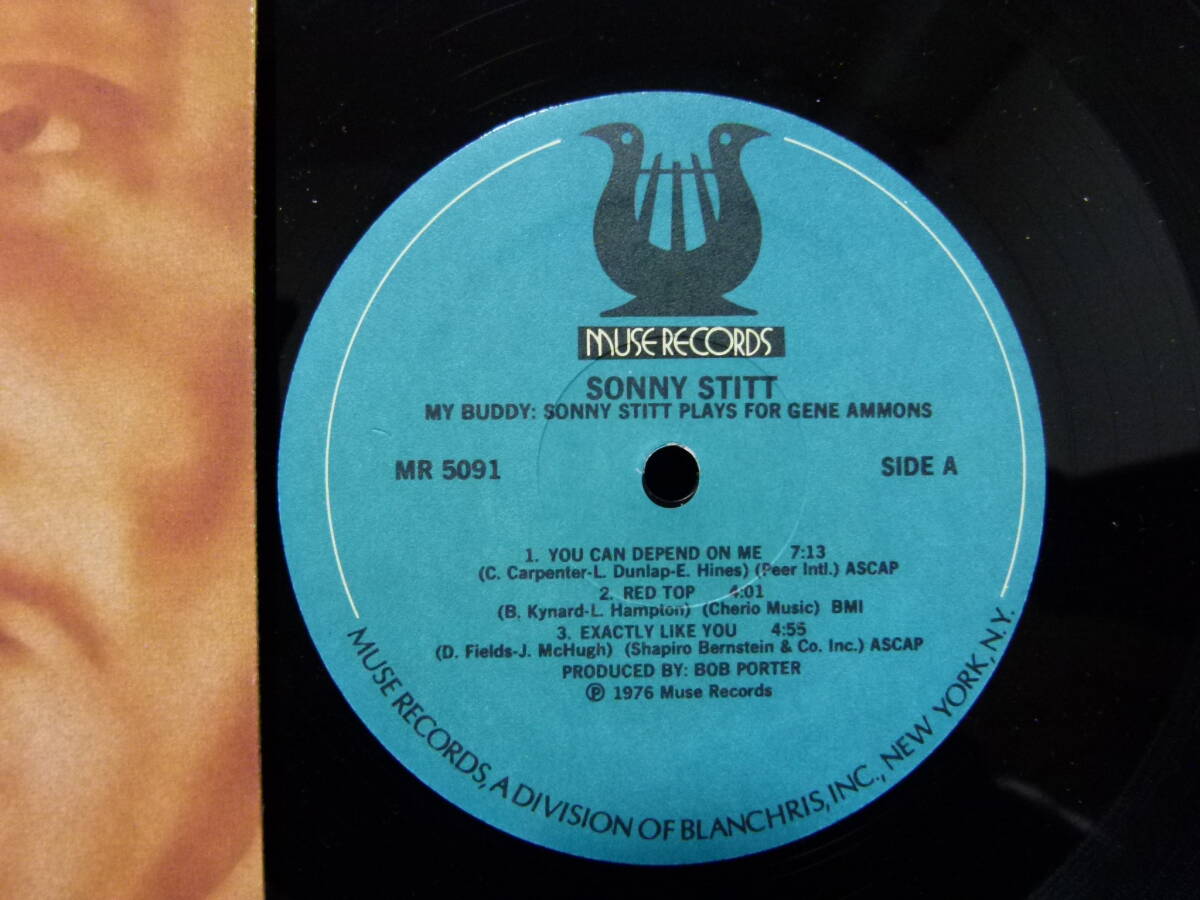 MUSE RECORDS
SONNY STITT
MY BUDDY: SONNY STITT PLAYS FOR GENE AMMONS
MR 5091
SIDE A
1. YOU CAN DEPEND ON ME 7:13
(C. Carpenter-L. Dunlap-E. Hines) (Peer Intl.) ASCAP
2. RED TOP 4:01
(B. Kynard-L. Hampton) (Cherio Music) BMI
3. EXACTLY LIKE YOU 4:55
(D. Fields-J. McHugh) (Shapiro Bernstein & Co. Inc.) ASCAP
PRODUCED BY: BOB PORTER
℗ 1976 Muse Records
MUSE RECORDS, A DIVISION OF BLANCHRIS, INC., NEW YORK, N.Y.